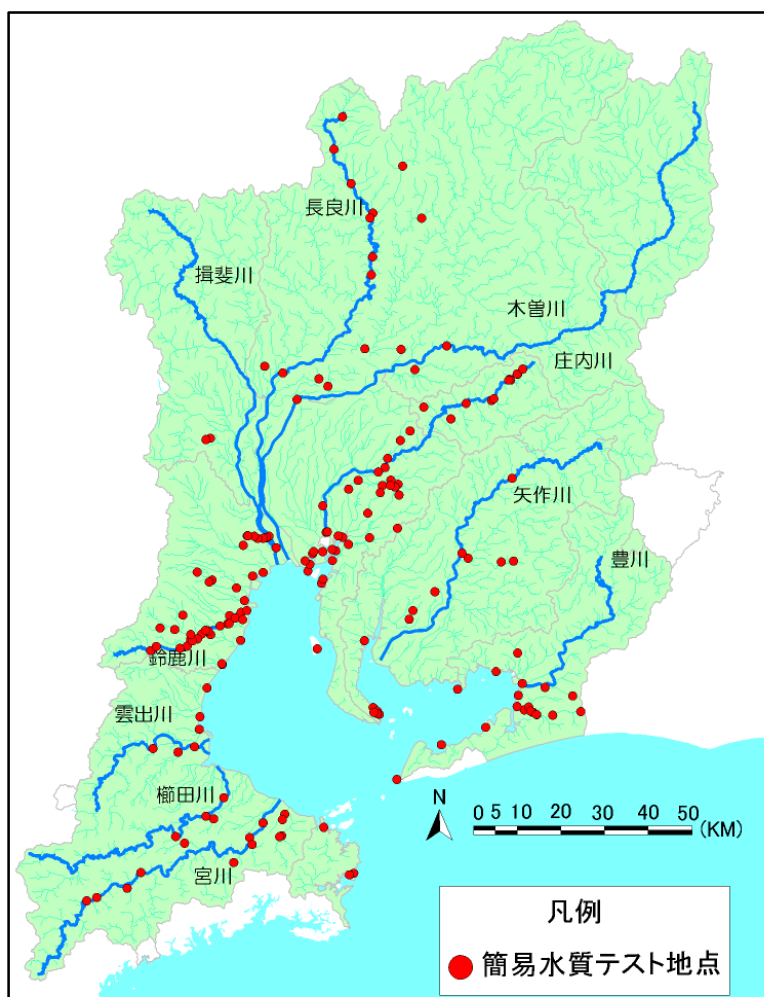 長良川
揖斐川
木曽川
庄内川
矢作川
豊川
鈴鹿川
雲出川
櫛田川
宮川
N
0 5 10 20 30 40 50
(KM)
凡例
簡易水質テスト地点